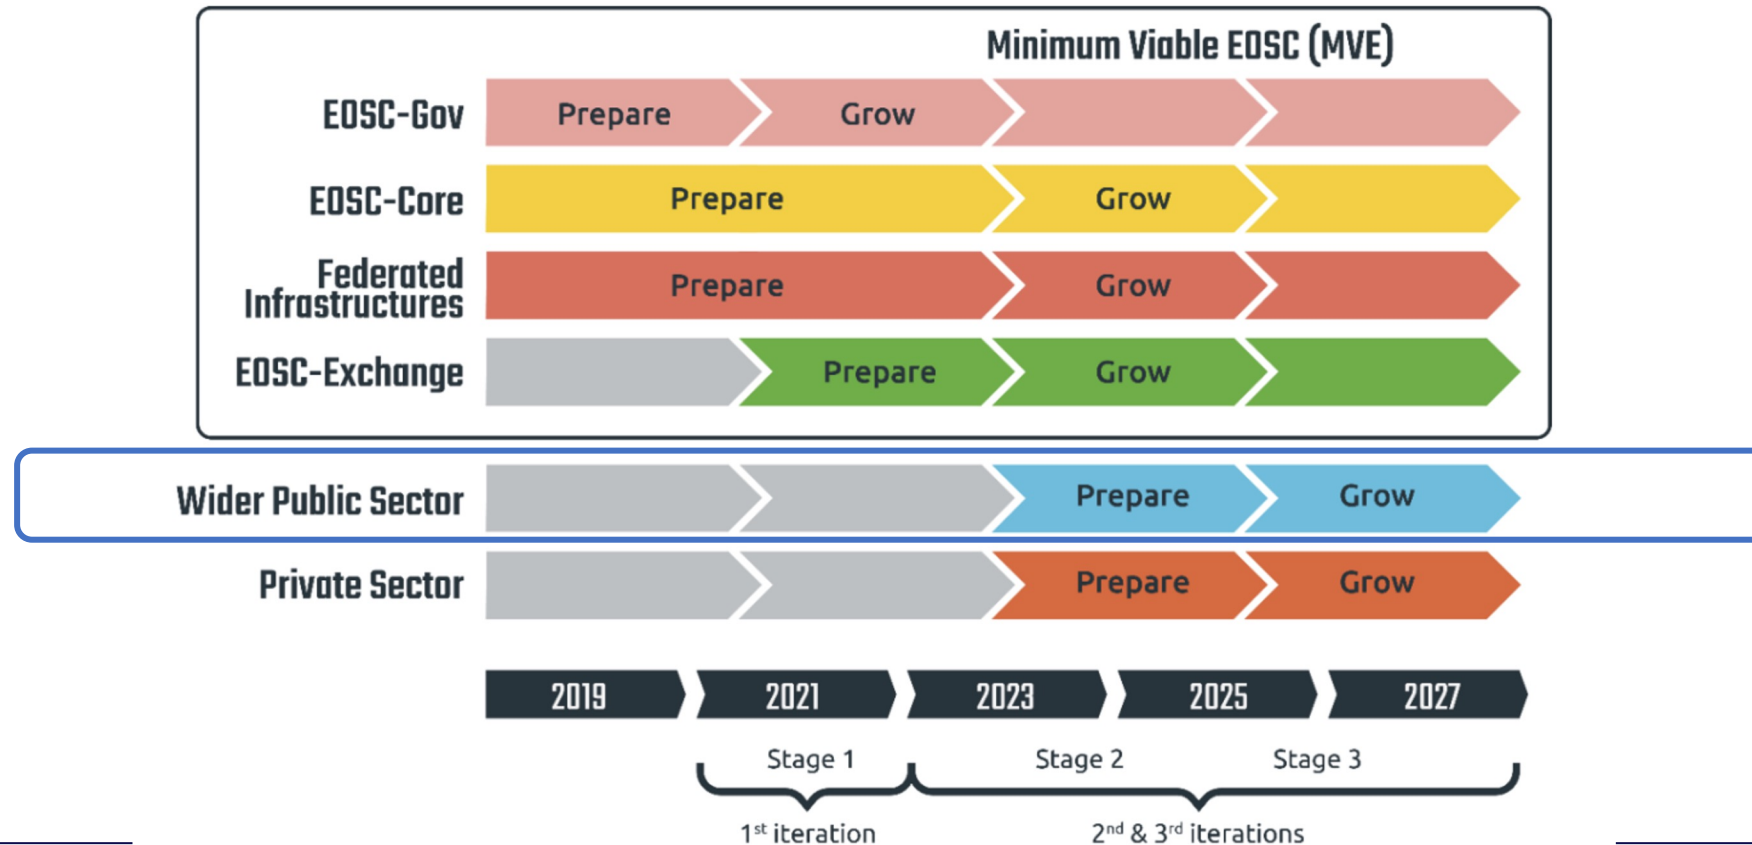 Minimum Viable EOSC (MVE)
EOSC-Gov
Prepare
Grow
EOSC-Core
Prepare
Grow
Federated
Infrastructures
Prepare
Grow
EOSC-Exchange
Prepare
Grow
Wider Public Sector
Prepare
Grow
Private Sector
Prepare
Grow
2019
2021
2023
2025
2027
Stage 1
Stage 2
Stage 3
1st iteration
2nd & 3rd iterations